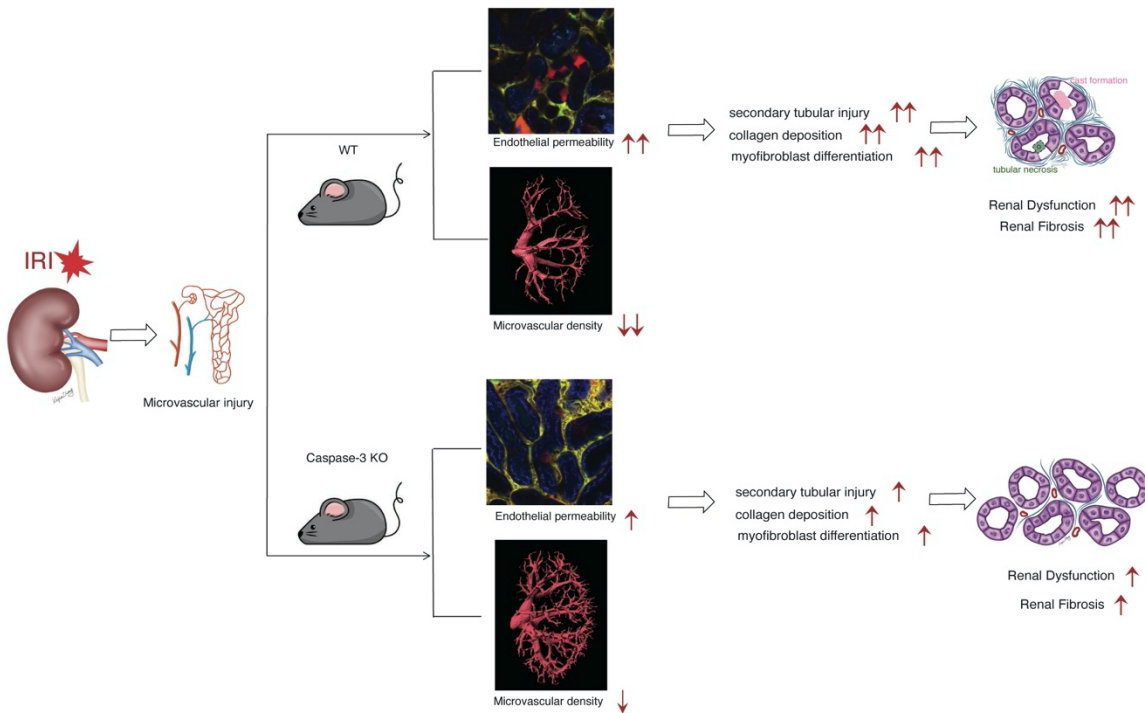 IRI
Microvascular injury
WT
Endothelial permeability ↑↑
Microvascular density ↓↓
secondary tubular injury ↑↑
collagen deposition ↑↑
myofibroblast differentiation ↑↑
cast formation
tubular necrosis
Renal Dysfunction ↑↑
Renal Fibrosis ↑↑
Caspase-3 KO
Endothelial permeability ↑
Microvascular density ↓
secondary tubular injury ↑
collagen deposition ↑
myofibroblast differentiation ↑
Renal Dysfunction ↑
Renal Fibrosis ↑